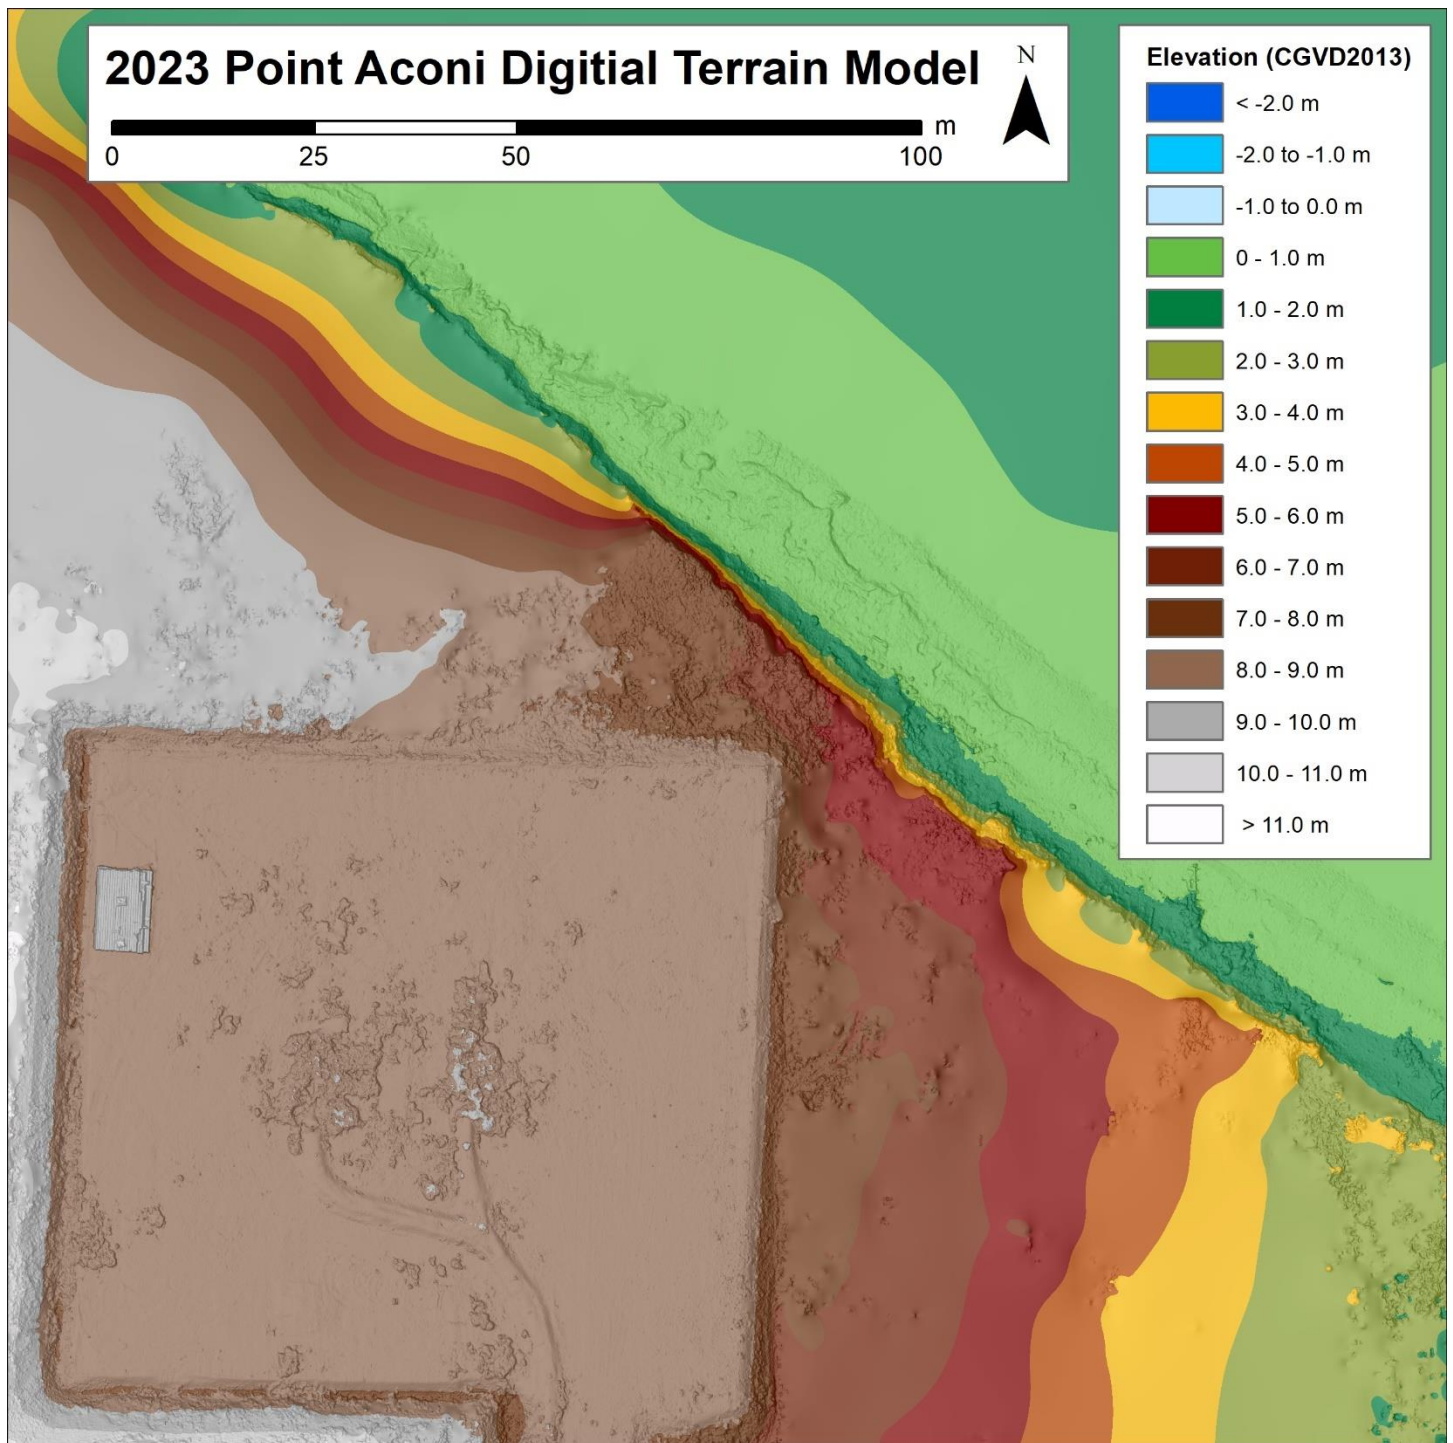 2023 Point Aconi Digitial Terrain Model
N
m
0 25 50 100
Elevation (CGVD2013)
< -2.0 m
-2.0 to -1.0 m
-1.0 to 0.0 m
0 - 1.0 m
1.0 - 2.0 m
2.0 - 3.0 m
3.0 - 4.0 m
4.0 - 5.0 m
5.0 - 6.0 m
6.0 - 7.0 m
7.0 - 8.0 m
8.0 - 9.0 m
9.0 - 10.0 m
10.0 - 11.0 m
> 11.0 m